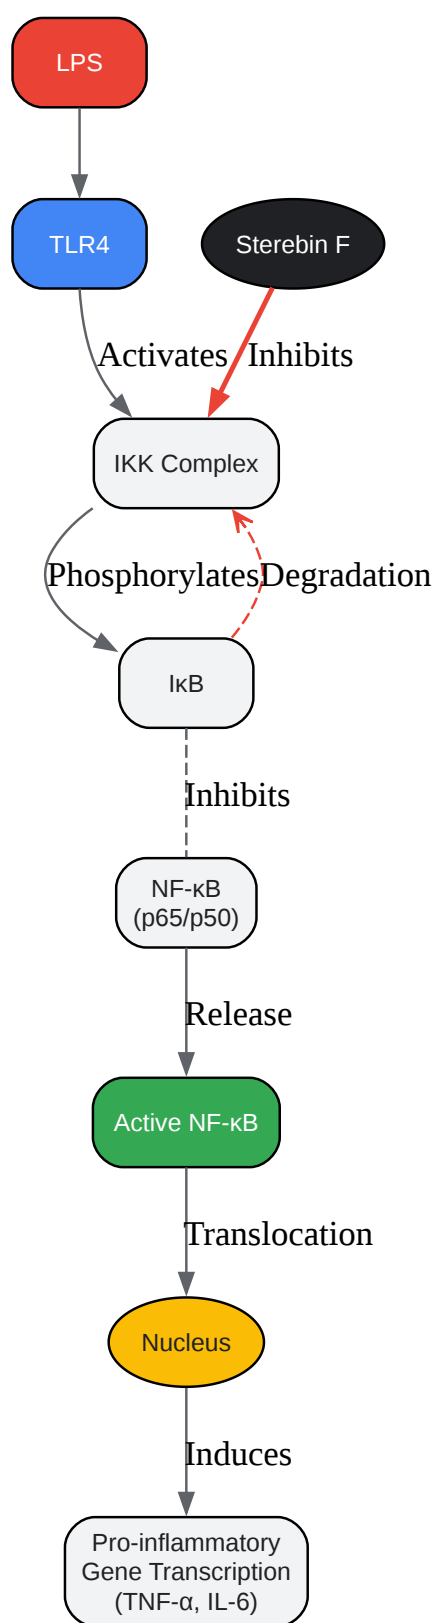 LPS
TLR4
Sterebin F
Activates
Inhibits
IKK Complex
Phosphorylates
Degradation
IκB
Inhibits
NF-κB
(p65/p50)
Release
Active NF-κB
Translocation
Nucleus
Induces
Pro-inflammatory
Gene Transcription
(TNF-α, IL-6)